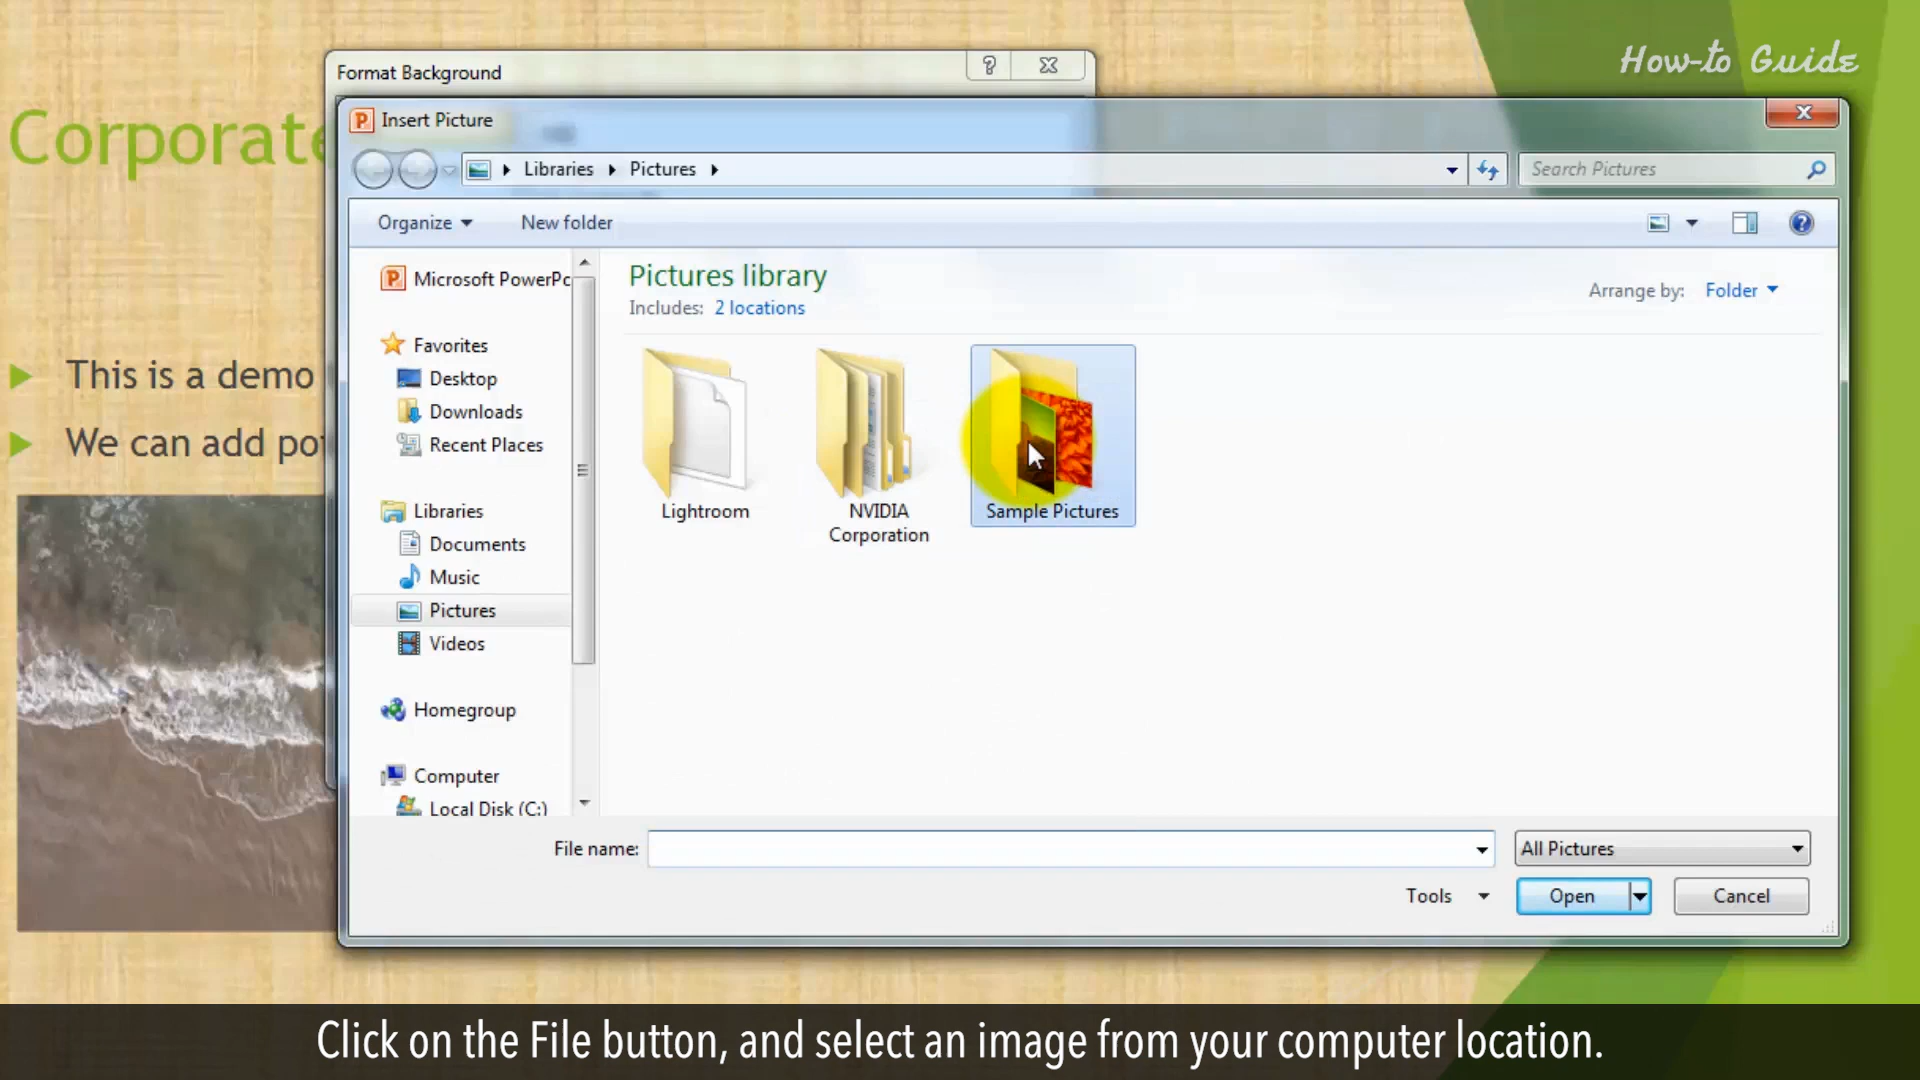 How-to Guide
Format Background
Corporate
Insert Picture
Libraries Pictures
Search Pictures
Organize New folder
Microsoft PowerPc
Pictures library
Includes: 2 locations
Arrange by: Folder
Favorites
Desktop
Downloads
Recent Places
This is a demo
We can add po
Lightroom
NVIDIA
Corporation
Sample Pictures
Libraries
Documents
Music
Pictures
Videos
Homegroup
Computer
Local Disk (C:)
File name:
All Pictures
Tools Open Cancel
Click on the File button, and select an image from your computer location.